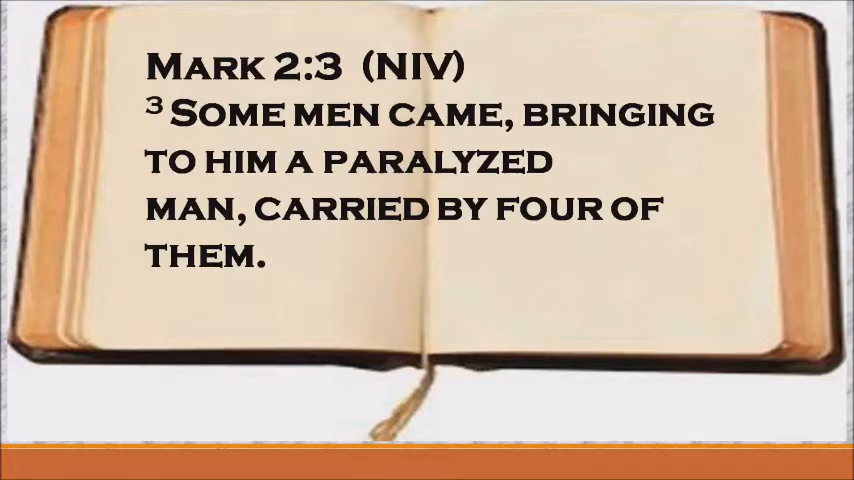 Mark 2:3 (NIV)
3 Some men came, bringing
to him a paralyzed
man, carried by four of
them.